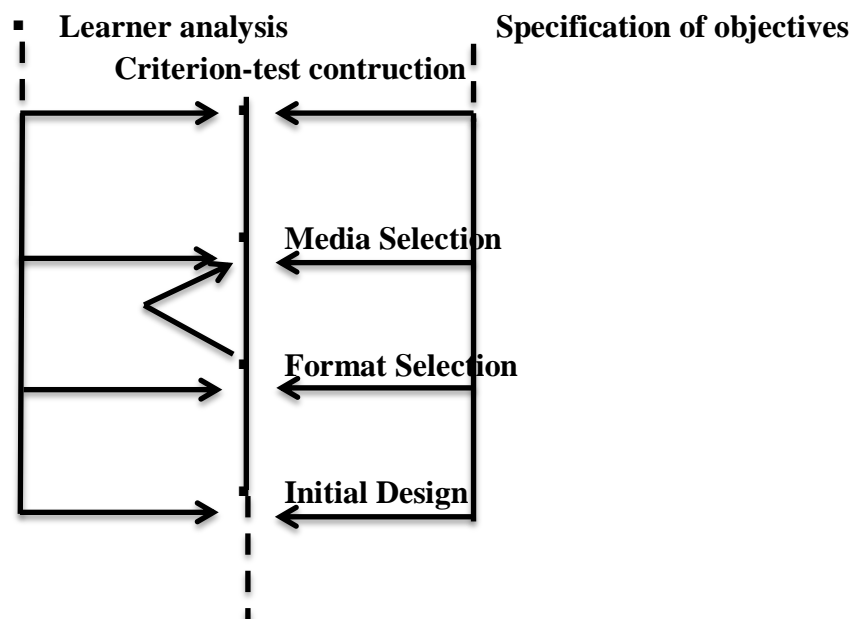 ▪ Learner analysis Specification of objectives
Criterion-test contruction
▪
▪ Media Selection
▪ Format Selection
▪ Initial Design